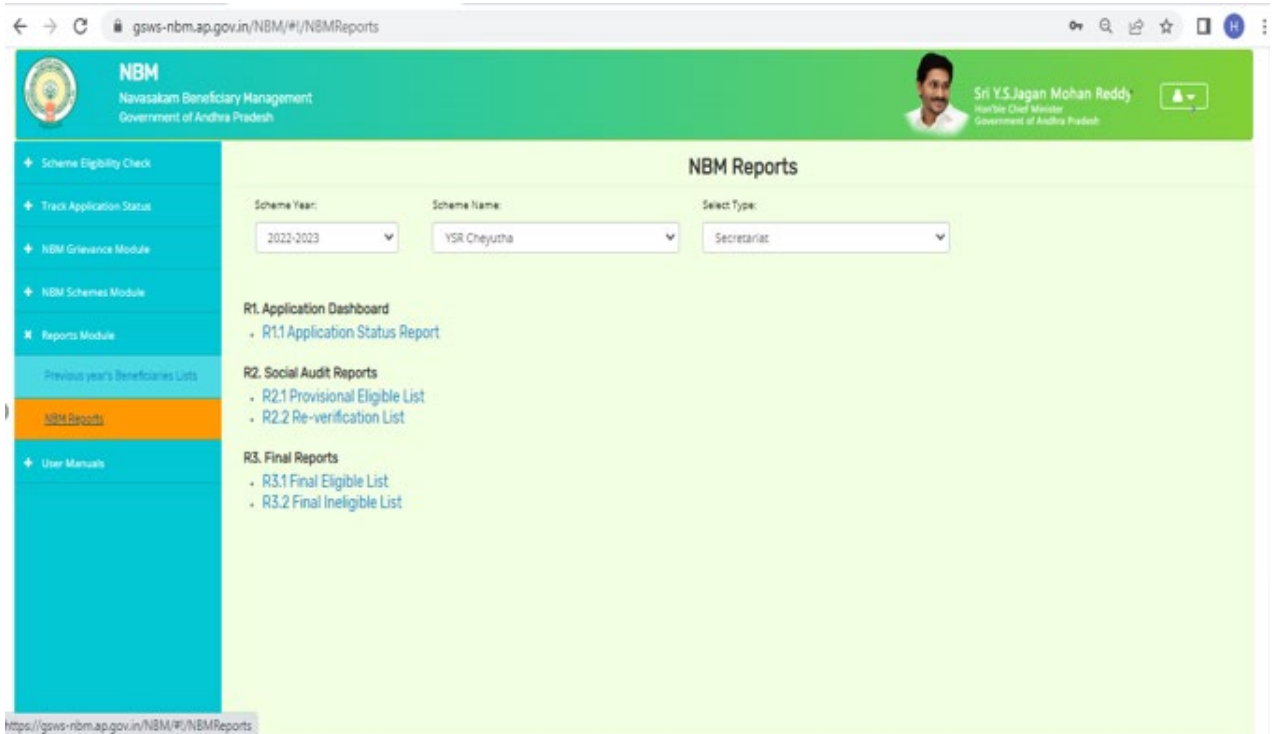 gsws-nbm.ap.gov.in/NBM/#!/NBMReports
H
NBM
Navasakam Beneficiary Management
Government of Andhra Pradesh
Sri Y.S.Jagan Mohan Reddy
Hon'ble Chief Minister
Government of Andhra Pradesh
Scheme Eligibility Check
Track Application Status
NBM Grievance Module
NBM Schemes Module
Reports Module
Previous year's Beneficiaries Lists
NBM Reports
User Manuals
NBM Reports
Scheme Year: Scheme Name: Select Type:
2022-2023 YSR Cheyutha Secretariat
R1. Application Dashboard
R1.1 Application Status Report
R2. Social Audit Reports
R2.1 Provisional Eligible List
R2.2 Re-verification List
R3. Final Reports
R3.1 Final Eligible List
R3.2 Final Ineligible List
https://gsws-nbm.ap.gov.in/NBM/#!/NBMReports